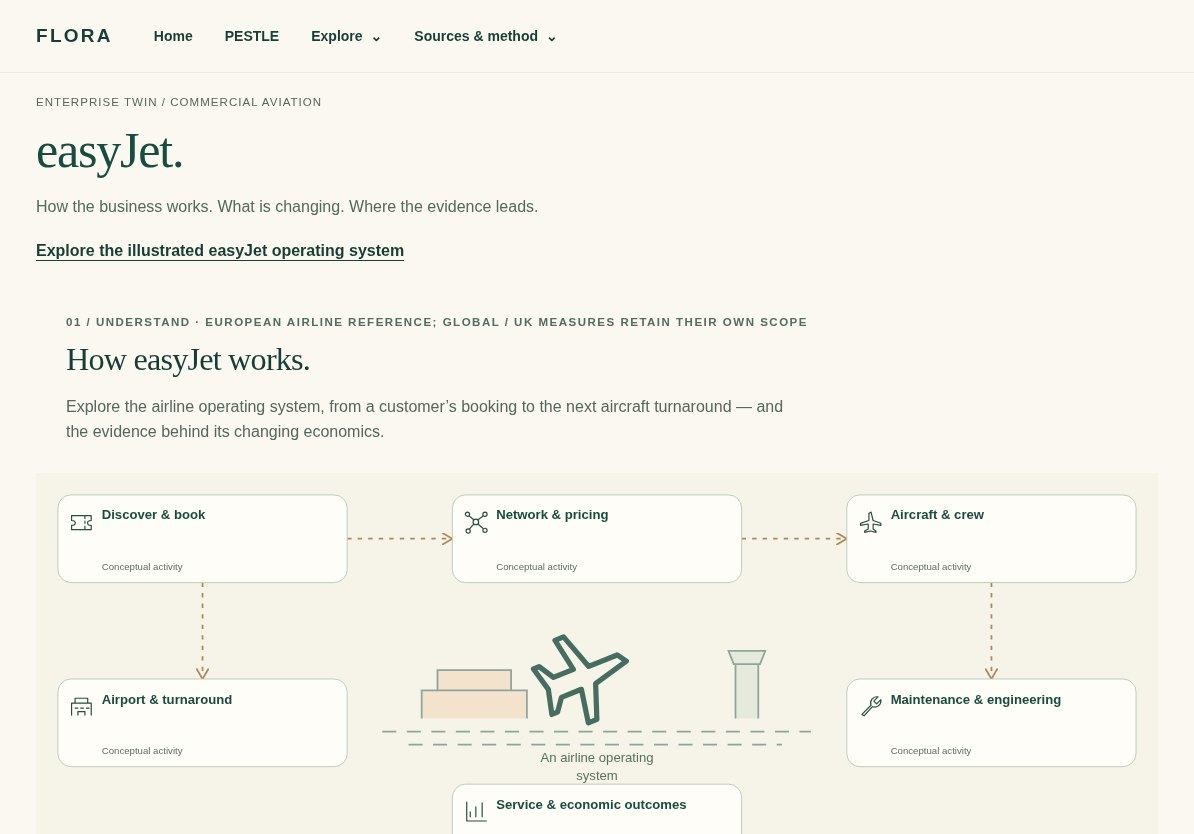 FLORA
Home
PESTLE
Explore
Sources & method
ENTERPRISE TWIN / COMMERCIAL AVIATION
easyJet.
How the business works. What is changing. Where the evidence leads.
Explore the illustrated easyJet operating system
01 / UNDERSTAND · EUROPEAN AIRLINE REFERENCE; GLOBAL / UK MEASURES RETAIN THEIR OWN SCOPE
How easyJet works.
Explore the airline operating system, from a customer’s booking to the next aircraft turnaround — and
the evidence behind its changing economics.
Discover & book
Conceptual activity
Network & pricing
Conceptual activity
Aircraft & crew
Conceptual activity
Airport & turnaround
Conceptual activity
An airline operating
system
Maintenance & engineering
Conceptual activity
Service & economic outcomes